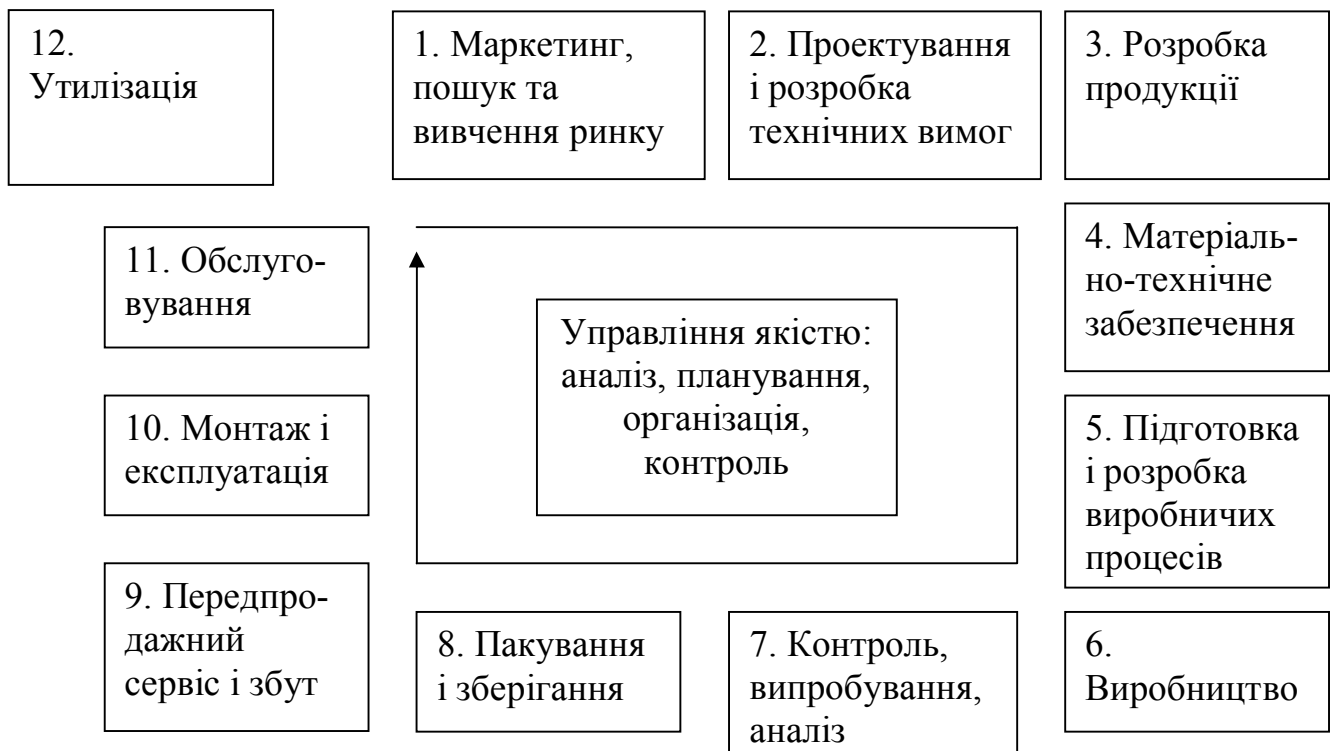 12.
Утилізація
1. Маркетинг,
пошук та
вивчення ринку
2. Проектування
і розробка
технічних вимог
3. Розробка
продукції
4. Матеріаль-
но-технічне
забезпечення
5. Підготовка
і розробка
виробничих
процесів
6.
Виробництво
7. Контроль,
випробування,
аналіз
8. Пакування
і зберігання
9. Передпро-
дажний
сервіс і збут
10. Монтаж і
експлуатація
11. Обслуго-
вування
Управління якістю:
аналіз, планування,
організація,
контроль